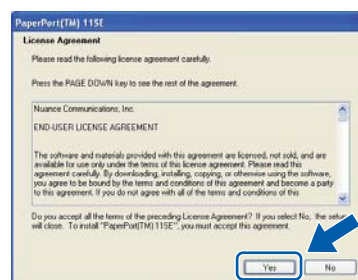 PaperPort(TM) 11SE
License Agreement
Please read the following license agreement carefully.
Press the PAGE DOWN key to see the rest of the agreement.
Nuance Communications, Inc.
END-USER LICENSE AGREEMENT
The software and materials provided with this agreement are licensed, not sold, and are
available for use only under the terms of this license agreement. Please read this
agreement carefully. By downloading, installing, copying, or otherwise using the software,
you agree to be bound by the terms and conditions of this agreement and become a party
to this agreement. If you do not agree with all of the terms and conditions of this
Do you accept all the terms of the preceding License Agreement? If you select No, the setup
will close. To install "PaperPort(TM) 11SE", you must accept this agreement.
Yes
No